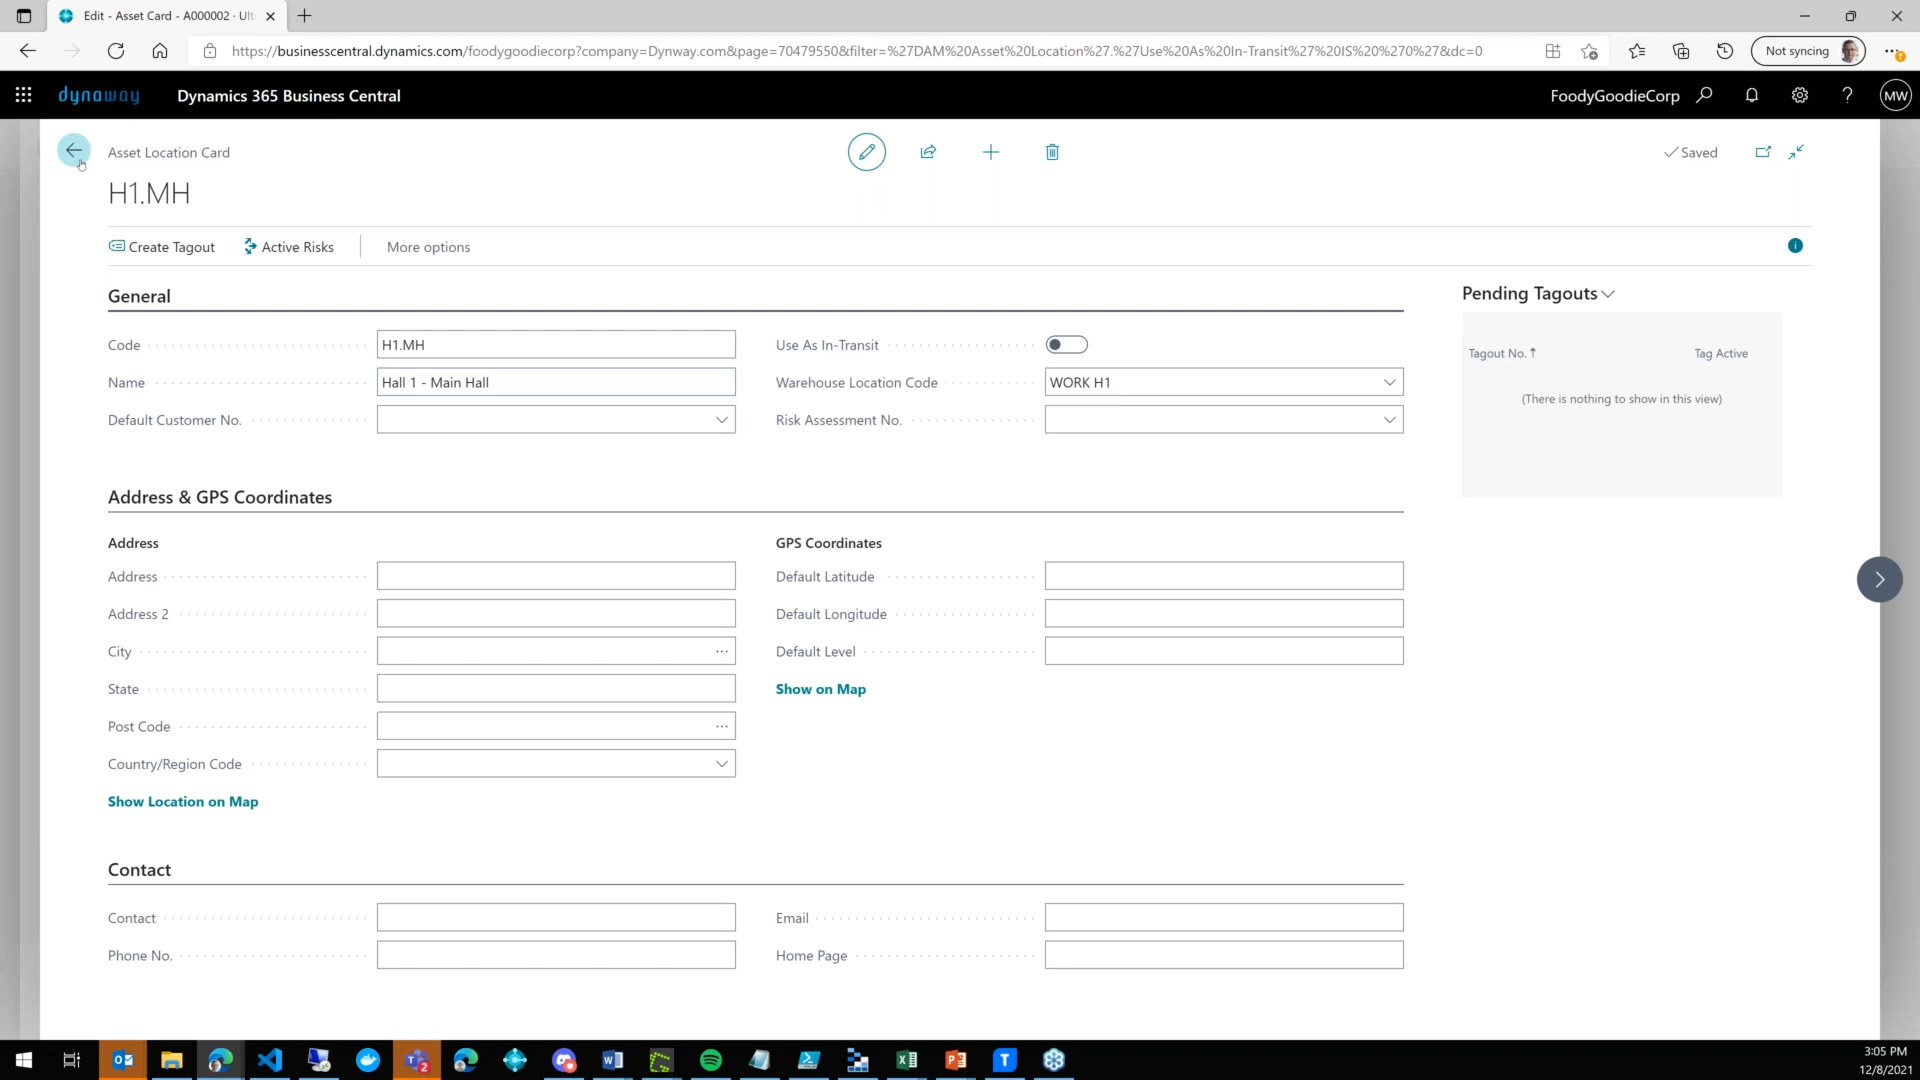 Edit - Asset Card - A000002 · Ult
https://businesscentral.dynamics.com/foodygoodiecorp?company=Dynway.com&page=70479550&filter=%27DAM%20Asset%20Location%27.%27Use%20As%20In-Transit%27%20IS%20%270%27&dc=0
Not syncing
dynaway
Dynamics 365 Business Central
FoodyGoodieCorp
?
MW
Asset Location Card
Saved
H1.MH
Create Tagout
Active Risks
More options
General
Pending Tagouts
Code
H1.MH
Use As In-Transit
Tagout No. ↑
Tag Active
Name
Hall 1 - Main Hall
Warehouse Location Code
WORK H1
(There is nothing to show in this view)
Default Customer No.
Risk Assessment No.
Address & GPS Coordinates
Address
GPS Coordinates
Address
Default Latitude
Address 2
Default Longitude
City
Default Level
State
Show on Map
Post Code
Country/Region Code
Show Location on Map
Contact
Contact
Email
Phone No.
Home Page
2
T
3:05 PM
12/8/2021